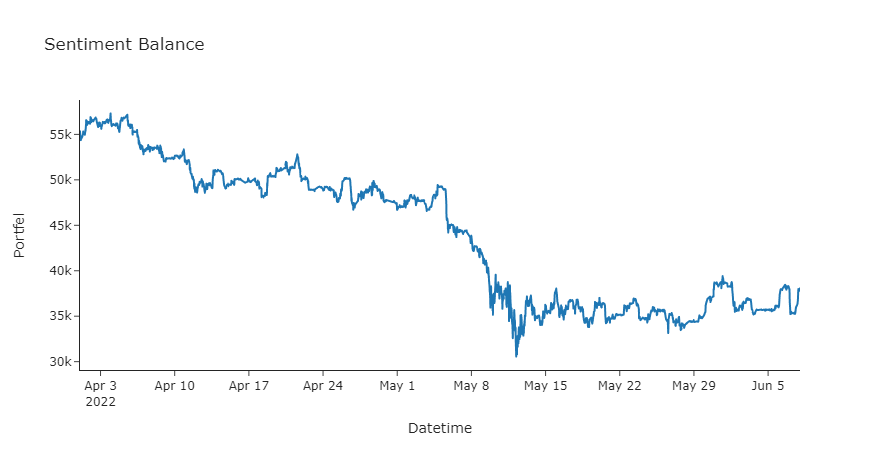 Sentiment Balance
Portfel
55k
50k
45k
40k
35k
30k
Apr 3
2022
Apr 10
Apr 17
Apr 24
May 1
May 8
May 15
May 22
May 29
Jun 5
Datetime